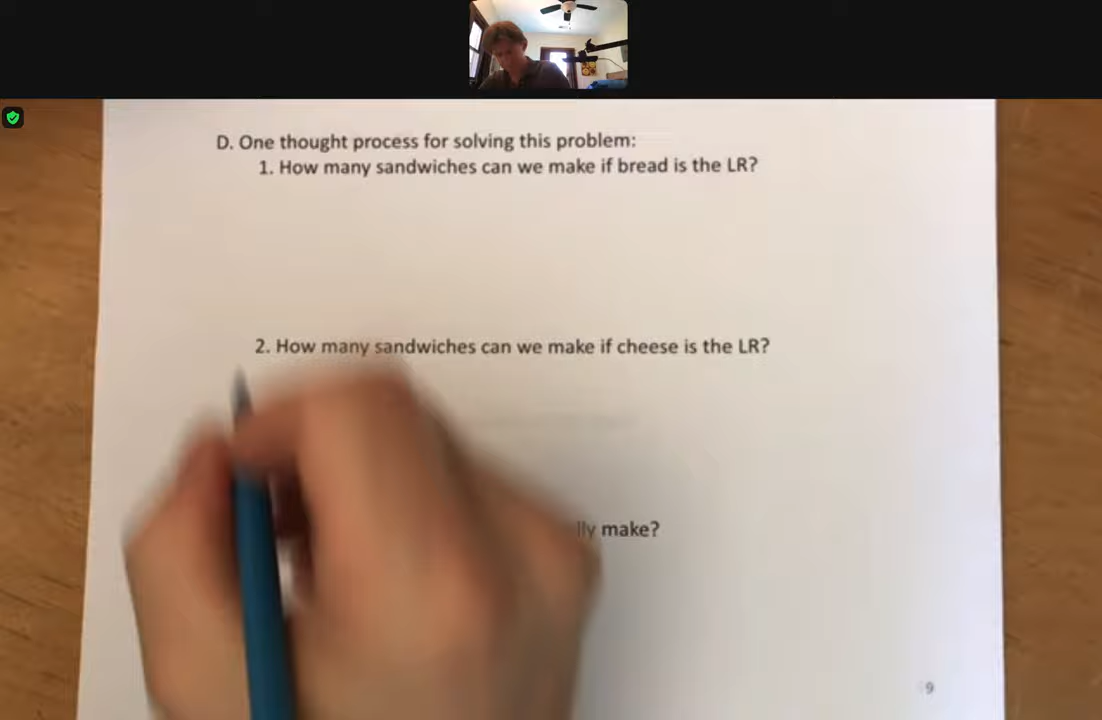 D. One thought process for solving this problem:
1. How many sandwiches can we make if bread is the LR?
2. How many sandwiches can we make if cheese is the LR?
make?
9